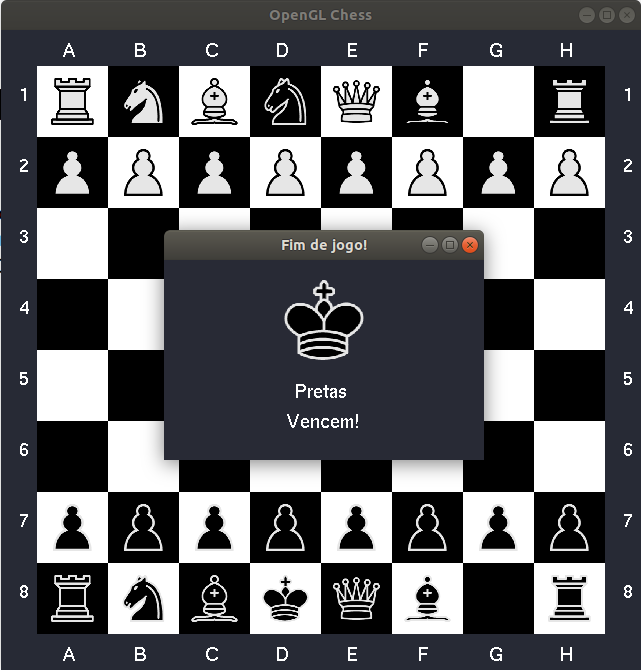 OpenGL Chess
A B C D E F G H
1 1
2 2
3 3
Fim de jogo!
4 4
Pretas
5 5
Vencem!
6 6
7 7
8 8
A B C D E F G H